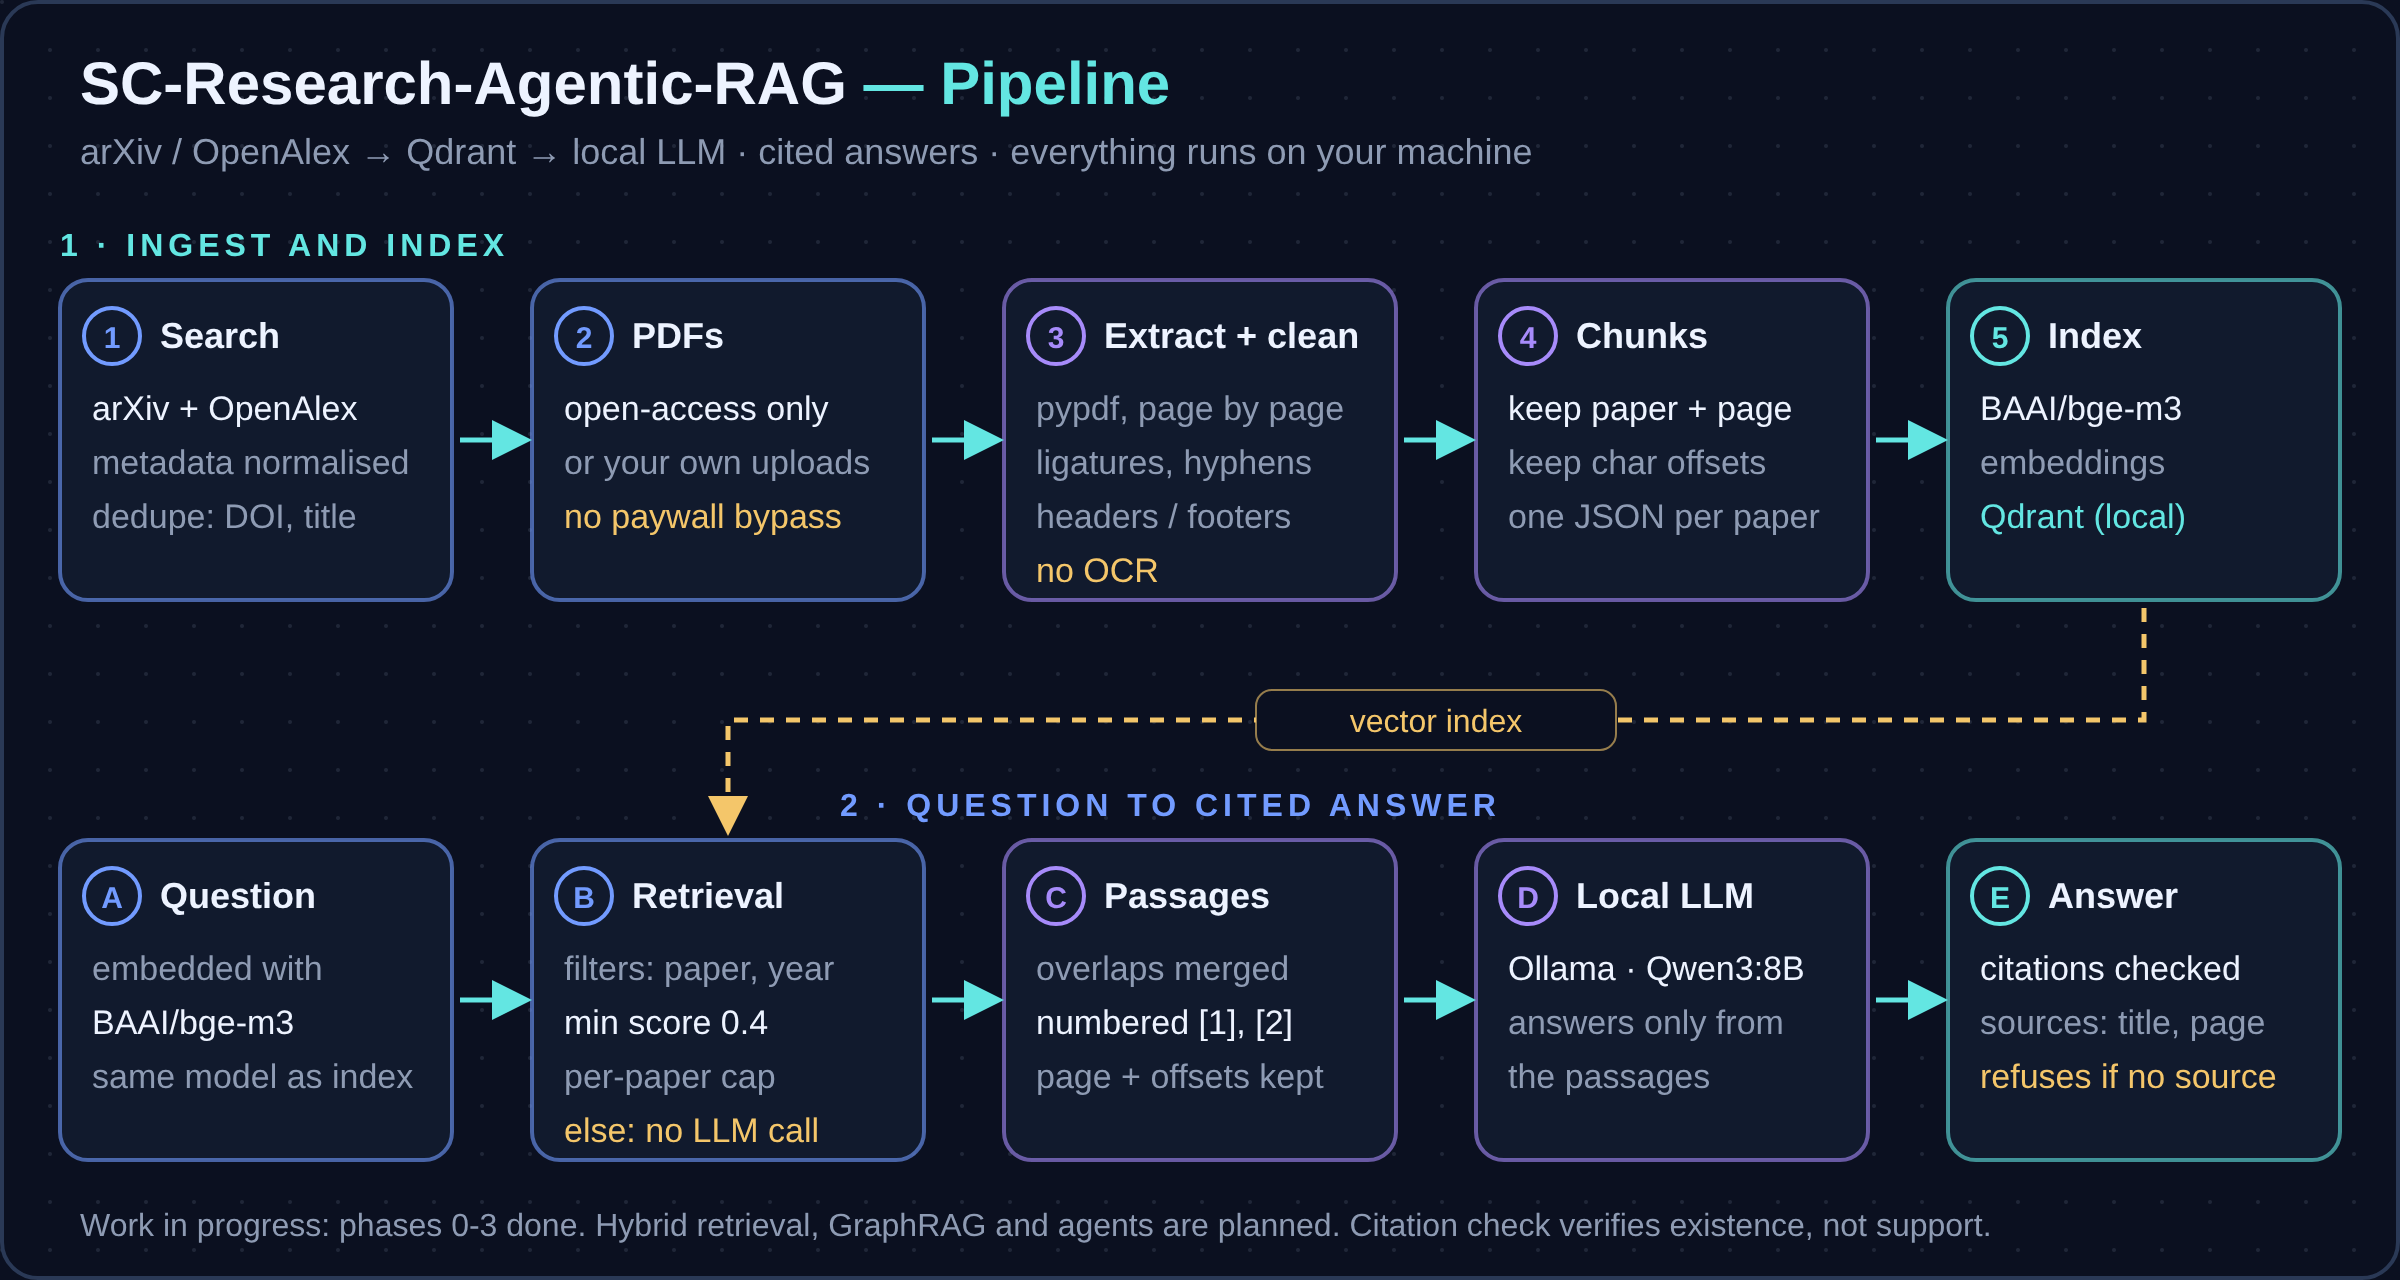 SC-Research-Agentic-RAG — Pipeline
arXiv / OpenAlex → Qdrant → local LLM · cited answers · everything runs on your machine
1 · INGEST AND INDEX
1 Search
arXiv + OpenAlex
metadata normalised
dedupe: DOI, title
2 PDFs
open-access only
or your own uploads
no paywall bypass
3 Extract + clean
pypdf, page by page
ligatures, hyphens
headers / footers
no OCR
4 Chunks
keep paper + page
keep char offsets
one JSON per paper
5 Index
BAAI/bge-m3
embeddings
Qdrant (local)
vector index
2 · QUESTION TO CITED ANSWER
A Question
embedded with
BAAI/bge-m3
same model as index
B Retrieval
filters: paper, year
min score 0.4
per-paper cap
else: no LLM call
C Passages
overlaps merged
numbered [1], [2]
page + offsets kept
D Local LLM
Ollama · Qwen3:8B
answers only from
the passages
E Answer
citations checked
sources: title, page
refuses if no source
Work in progress: phases 0-3 done. Hybrid retrieval, GraphRAG and agents are planned. Citation check verifies existence, not support.